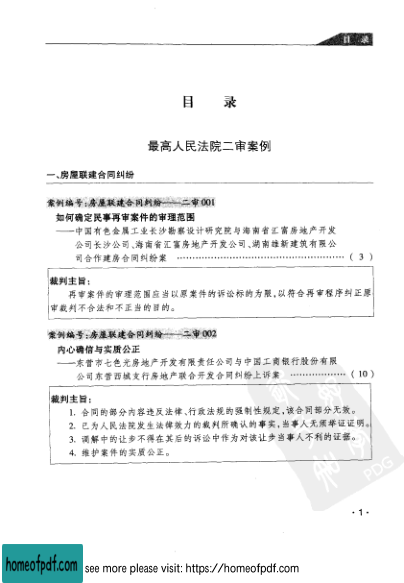 目 录
目 录
最高人民法院二审案例
一、房屋联建合同纠纷
案例编号:房屋联建合同纠纷——二审001
如何确定民事再审案件的审理范围
——中国有色金属工业长沙勘察设计研究院与海南省汇富房地产开发
公司长沙公司、海南省汇富房地产开发公司、湖南雄新建筑有限公
司合作建房合同纠纷案 ………………………………………… ( 3 )
裁判主旨:
再审案件的审理范围应当以原案件的诉讼标的为限,以符合再审程序纠正原
审裁判不合法和不正当的目的。
案例编号:房屋联建合同纠纷——二审002
内心确信与实质公正
——东营市七色光房地产开发有限责任公司与中国工商银行股份有限
公司东营西城支行房地产联合开发合同纠纷上诉案 ………… ( 10 )
裁判主旨:
1. 合同的部分内容违反法律、行政法规的强制性规定,该合同部分无效。
2. 已为人民法院发生法律效力的裁判所确认的事实,当事人无须举证证明。
3. 调解中的让步不得在其后的诉讼中作为对该让步当事人不利的证据。
4. 维护案件的实质公正。
PDG
· 1 ·
homeofpdf.com
see more please visit: https://homeofpdf.com